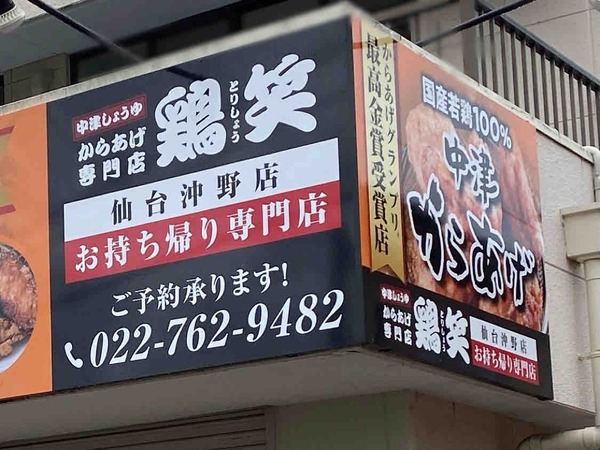 中津しょうゆ
からあげ
専門店
鶏笑
とりしょう
仙台沖野店
お持ち帰り専門店
ご予約承ります!
022-762-9482
からあげグランプリ
最高金賞受賞店
国産若鶏100%
中津
からあげ
中津しょうゆ
からあげ
専門店
鶏笑
とりしょう
仙台沖野店
お持ち帰り専門店